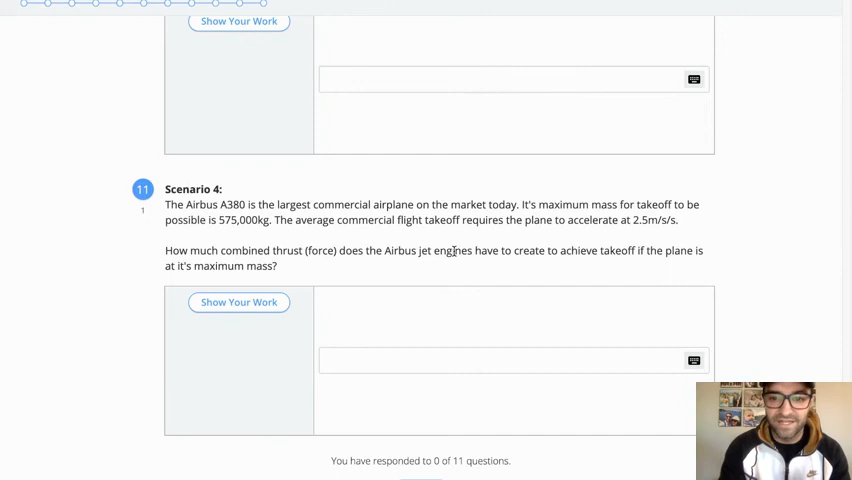 Show Your Work
11
Scenario 4:
1
The Airbus A380 is the largest commercial airplane on the market today. It's maximum mass for takeoff to be
possible is 575,000kg. The average commercial flight takeoff requires the plane to accelerate at 2.5m/s/s.
How much combined thrust (force) does the Airbus jet engines have to create to achieve takeoff if the plane is
at it's maximum mass?
Show Your Work
You have responded to 0 of 11 questions.